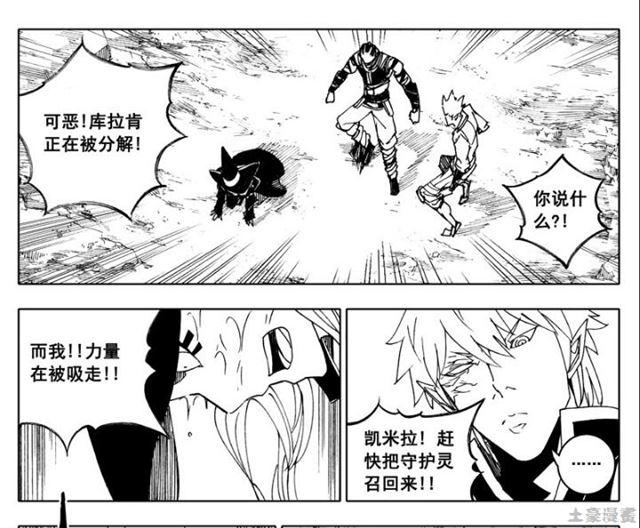 可恶!库拉肯
正在被分解!
你说什
么?!
而我!!力量
在被吸走!!
凯米拉! 赶
快把守护灵
召回来!!
……
土豪漫画